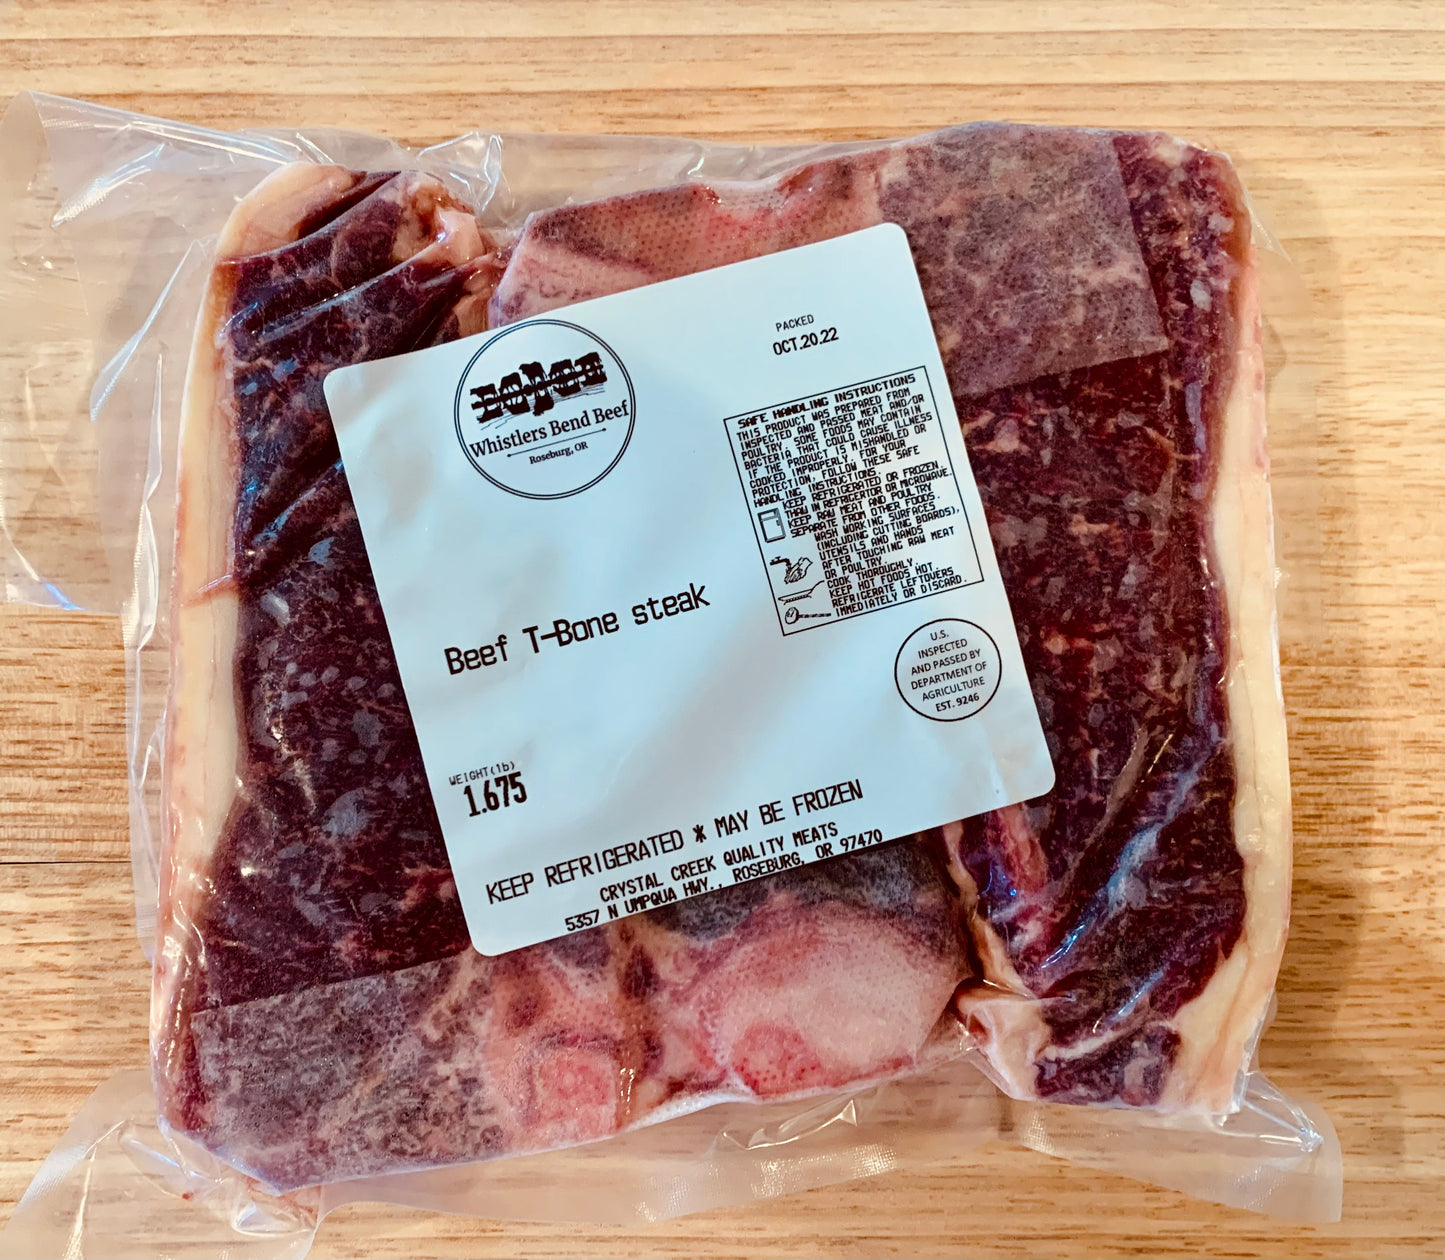 Whistlers Bend Beef
Roseburg, OR
PACKED
OCT.20.22
SAFE HANDLING INSTRUCTIONS
THIS PRODUCT WAS PREPARED FROM
INSPECTED AND PASSED MEAT AND/OR
POULTRY. SOME FOODS MAY CONTAIN
BACTERIA THAT COULD CAUSE ILLNESS
IF THE PRODUCT IS MISHANDLED OR
COOKED IMPROPERLY. FOR YOUR
PROTECTION, FOLLOW THESE SAFE
HANDLING INSTRUCTIONS.
KEEP REFRIGERATED OR FROZEN.
THAW IN REFRIGERTOR OR MICROWAVE.
KEEP RAW MEAT AND POULTRY
SEPARATE FROM OTHER FOODS.
WASH WORKING SURFACES
(INCLUDING CUTTING BOARDS),
UTENSILS AND HANDS
AFTER TOUCHING RAW MEAT
OR POULTRY.
COOK THOROUGHLY.
KEEP HOT FOODS HOT.
REFRIGERATE LEFTOVERS
IMMEDIATELY OR DISCARD.
Beef T-Bone steak
U.S.
INSPECTED
AND PASSED BY
DEPARTMENT OF
AGRICULTURE
EST. 9246
WEIGHT(lb)
1.675
KEEP REFRIGERATED * MAY BE FROZEN
CRYSTAL CREEK QUALITY MEATS
5357 N UMPQUA HWY., ROSEBURG, OR 97470